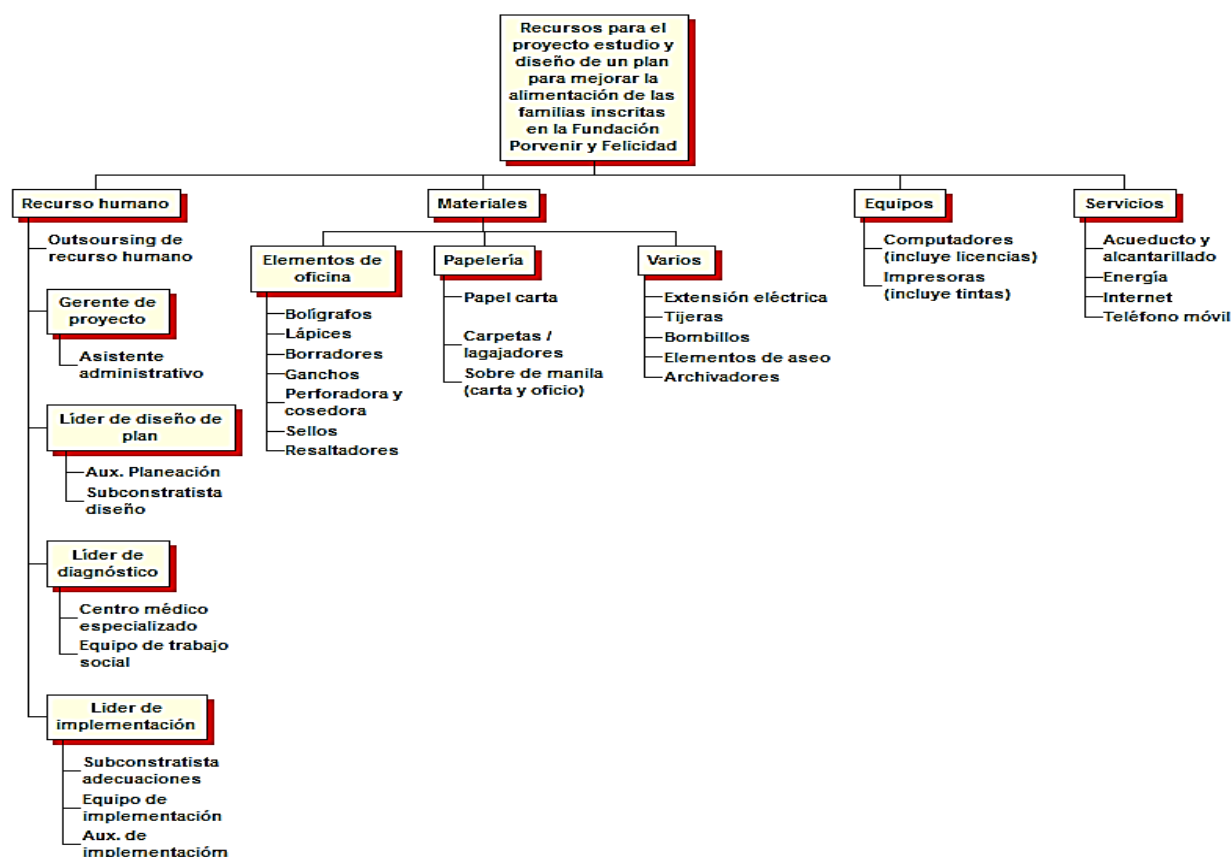 Recursos para el
proyecto estudio y
diseño de un plan
para mejorar la
alimentación de las
familias inscritas
en la Fundación
Porvenir y Felicidad
Recurso humano
Outsoursing de
recurso humano
Gerente de
proyecto
Asistente
administrativo
Líder de diseño de
plan
Aux. Planeación
Subconstratista
diseño
Líder de
diagnóstico
Centro médico
especializado
Equipo de trabajo
social
Lider de
implementación
Subconstratista
adecuaciones
Equipo de
implementación
Aux. de
implementacióm
Materiales
Elementos de
oficina
Bolígrafos
Lápices
Borradores
Ganchos
Perforadora y
cosedora
Sellos
Resaltadores
Papelería
Papel carta
Carpetas /
lagajadores
Sobre de manila
(carta y oficio)
Varios
Extensión eléctrica
Tijeras
Bombillos
Elementos de aseo
Archivadores
Equipos
Computadores
(incluye licencias)
Impresoras
(incluye tintas)
Servicios
Acueducto y
alcantarillado
Energía
Internet
Teléfono móvil